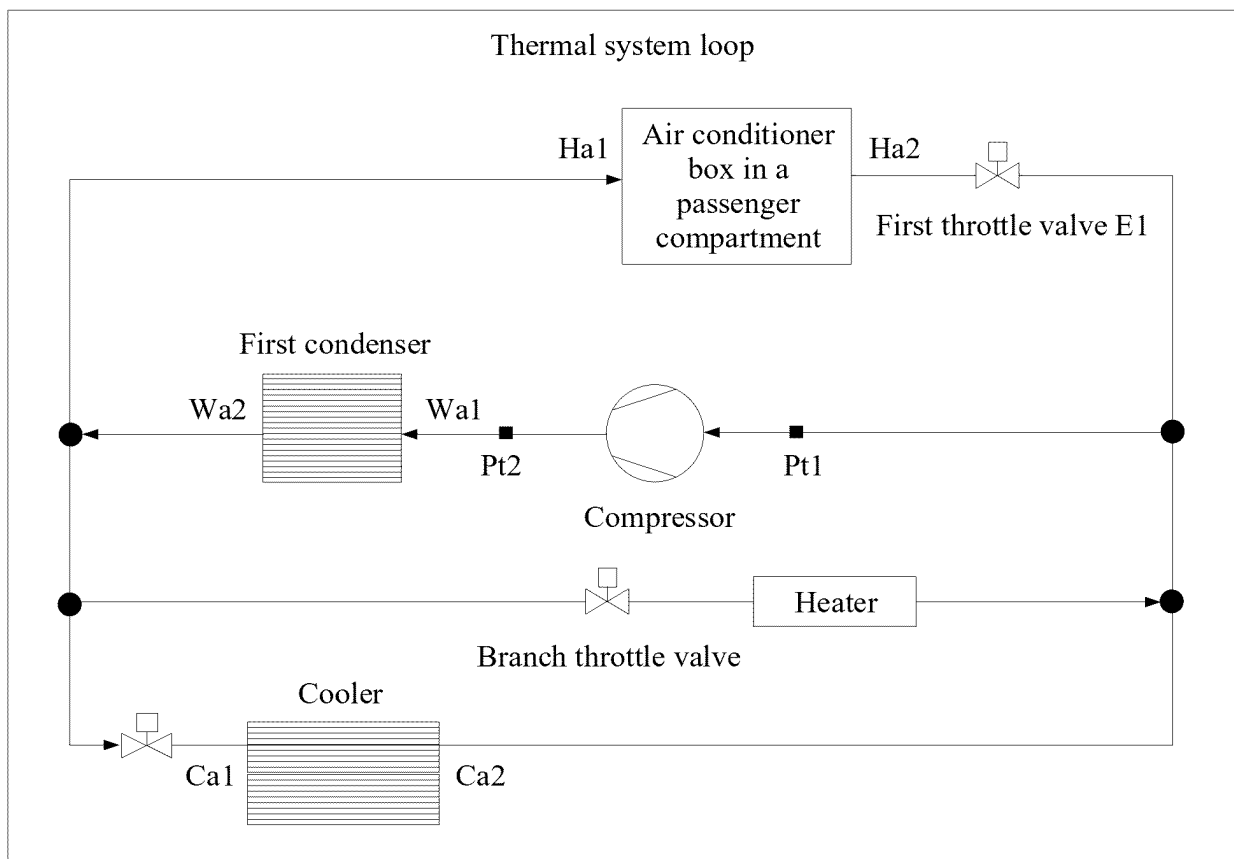 Thermal system loop
Ha1
Air conditioner
box in a
passenger
compartment
Ha2
First throttle valve E1
First condenser
Wa2
Wa1
Pt2
Pt1
Compressor
Heater
Branch throttle valve
Cooler
Ca1
Ca2